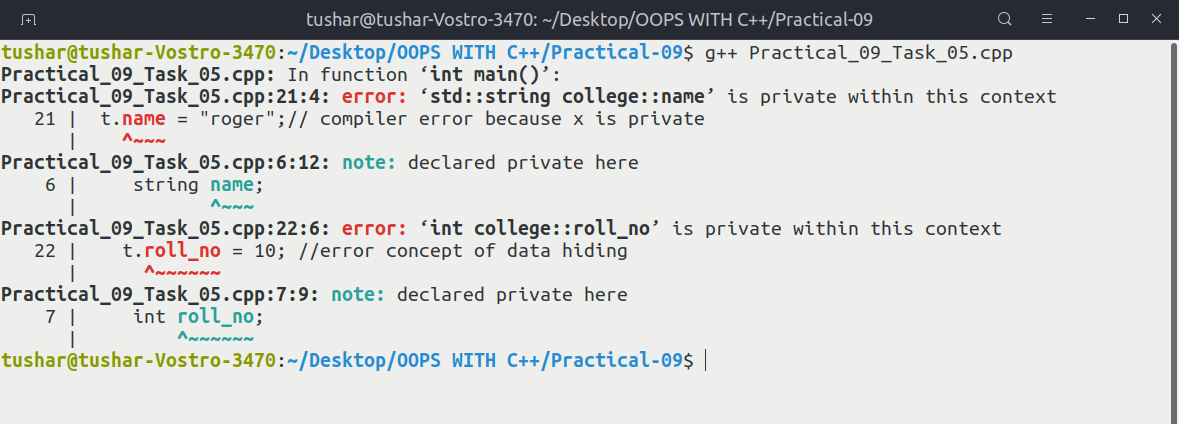 tushar@tushar-Vostro-3470: ~/Desktop/OOPS WITH C++/Practical-09
tushar@tushar-Vostro-3470:~/Desktop/OOPS WITH C++/Practical-09$ g++ Practical_09_Task_05.cpp
Practical_09_Task_05.cpp: In function ‘int main()’:
Practical_09_Task_05.cpp:21:4: error: ‘std::string college::name’ is private within this context
   21 |  t.name = "roger";// compiler error because x is private
      |    ^~~~
Practical_09_Task_05.cpp:6:12: note: declared private here
    6 |     string name;
      |            ^~~~
Practical_09_Task_05.cpp:22:6: error: ‘int college::roll_no’ is private within this context
   22 |    t.roll_no = 10; //error concept of data hiding
      |      ^~~~~~~
Practical_09_Task_05.cpp:7:9: note: declared private here
    7 |     int roll_no;
      |         ^~~~~~~
tushar@tushar-Vostro-3470:~/Desktop/OOPS WITH C++/Practical-09$